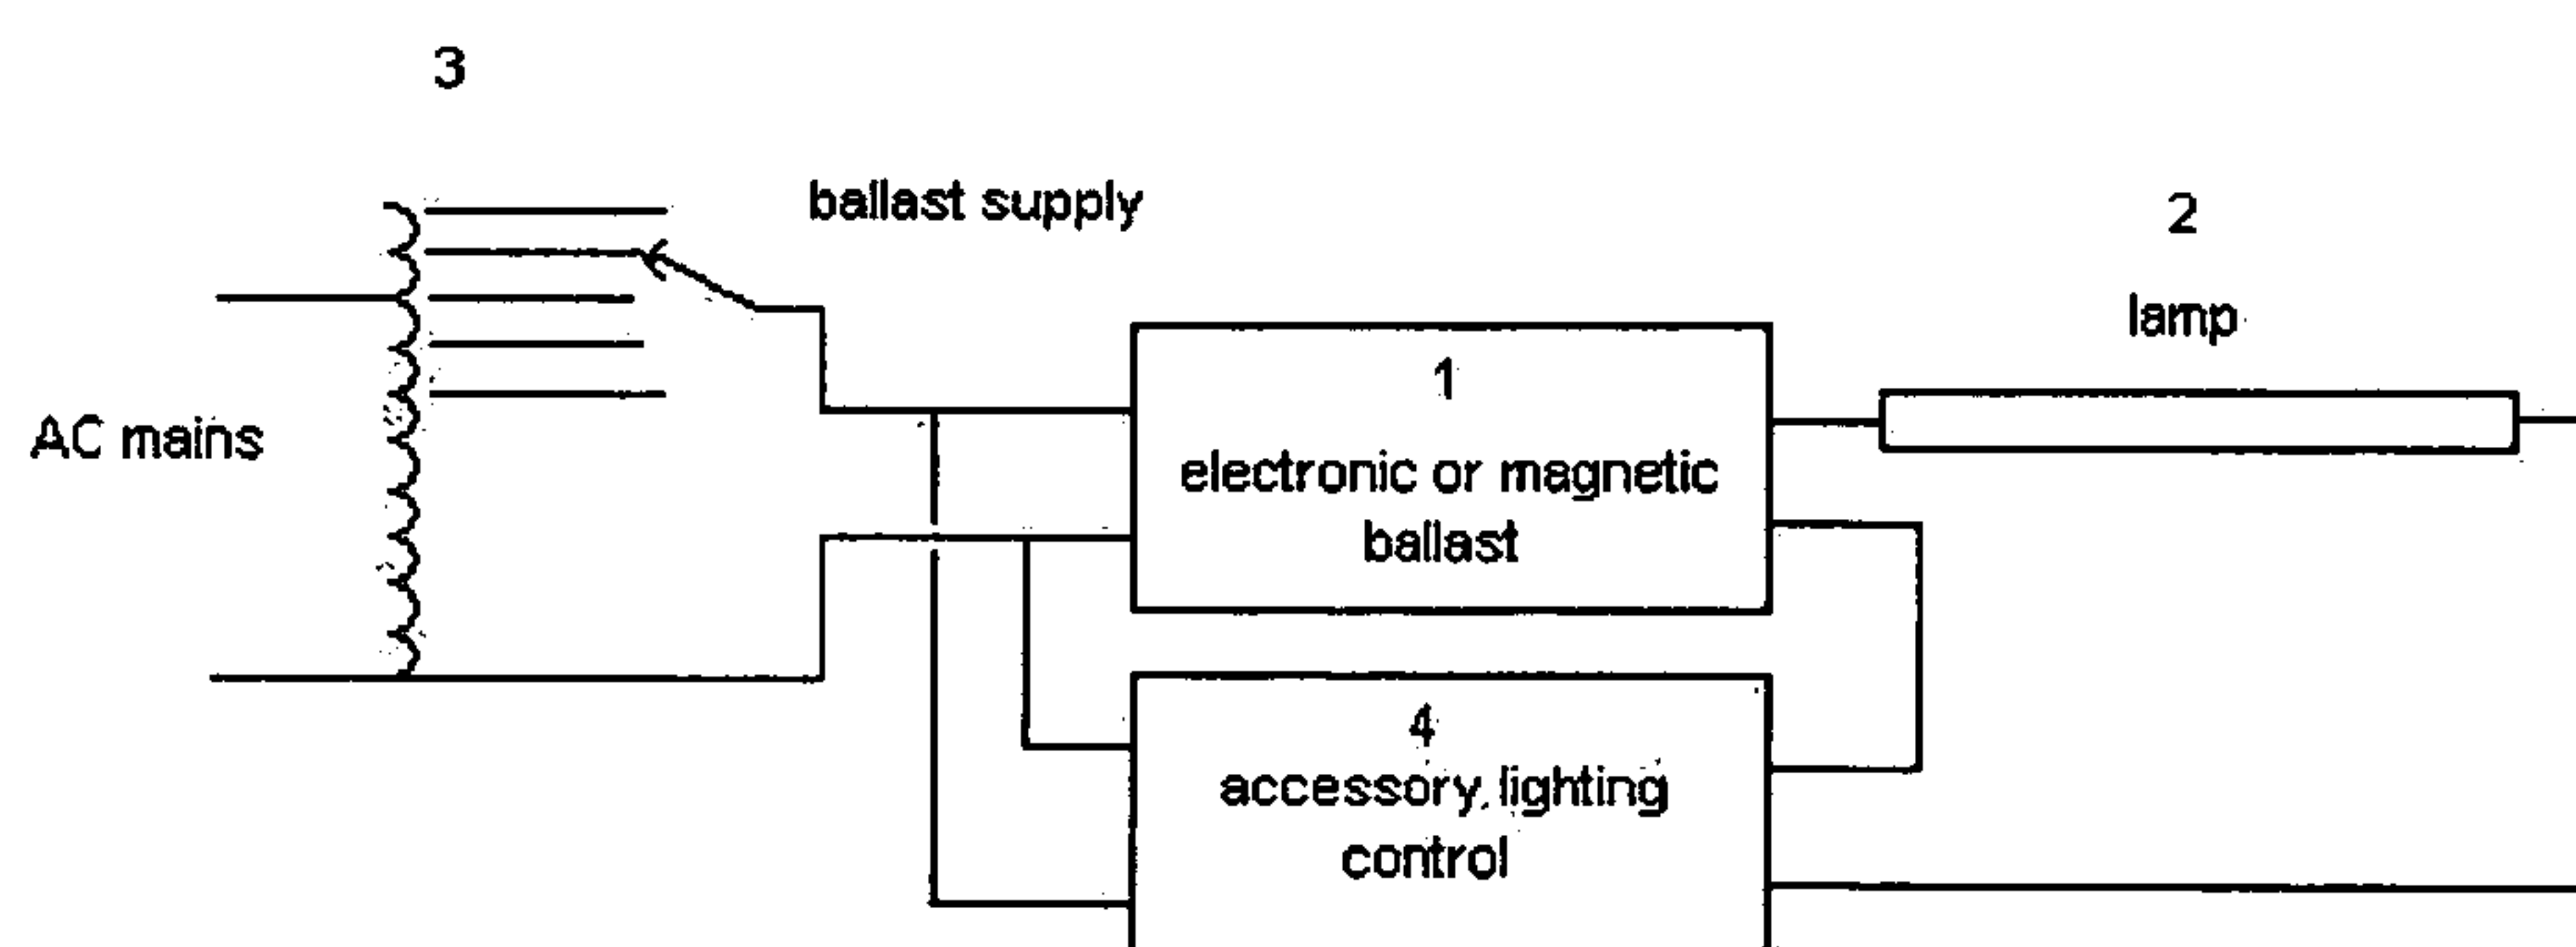 3
ballast supply
2
lamp
AC mains
1
electronic or magnetic
ballast
4
accessory lighting
control